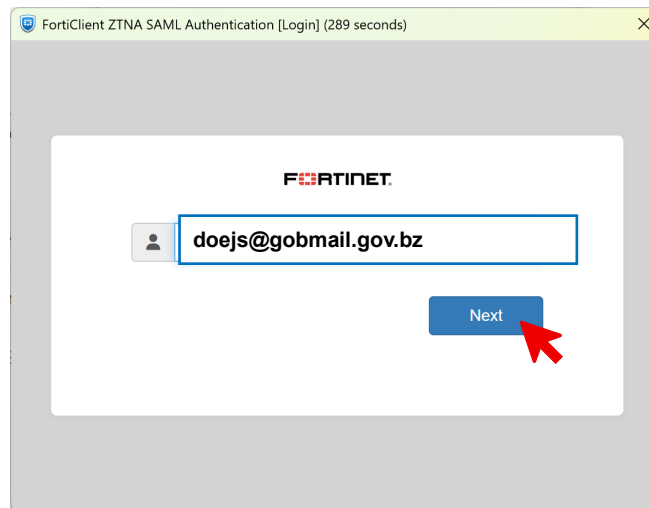 FortiClient ZTNA SAML Authentication [Login] (289 seconds)
FORTINET
doejs@gobmail.gov.bz
Next